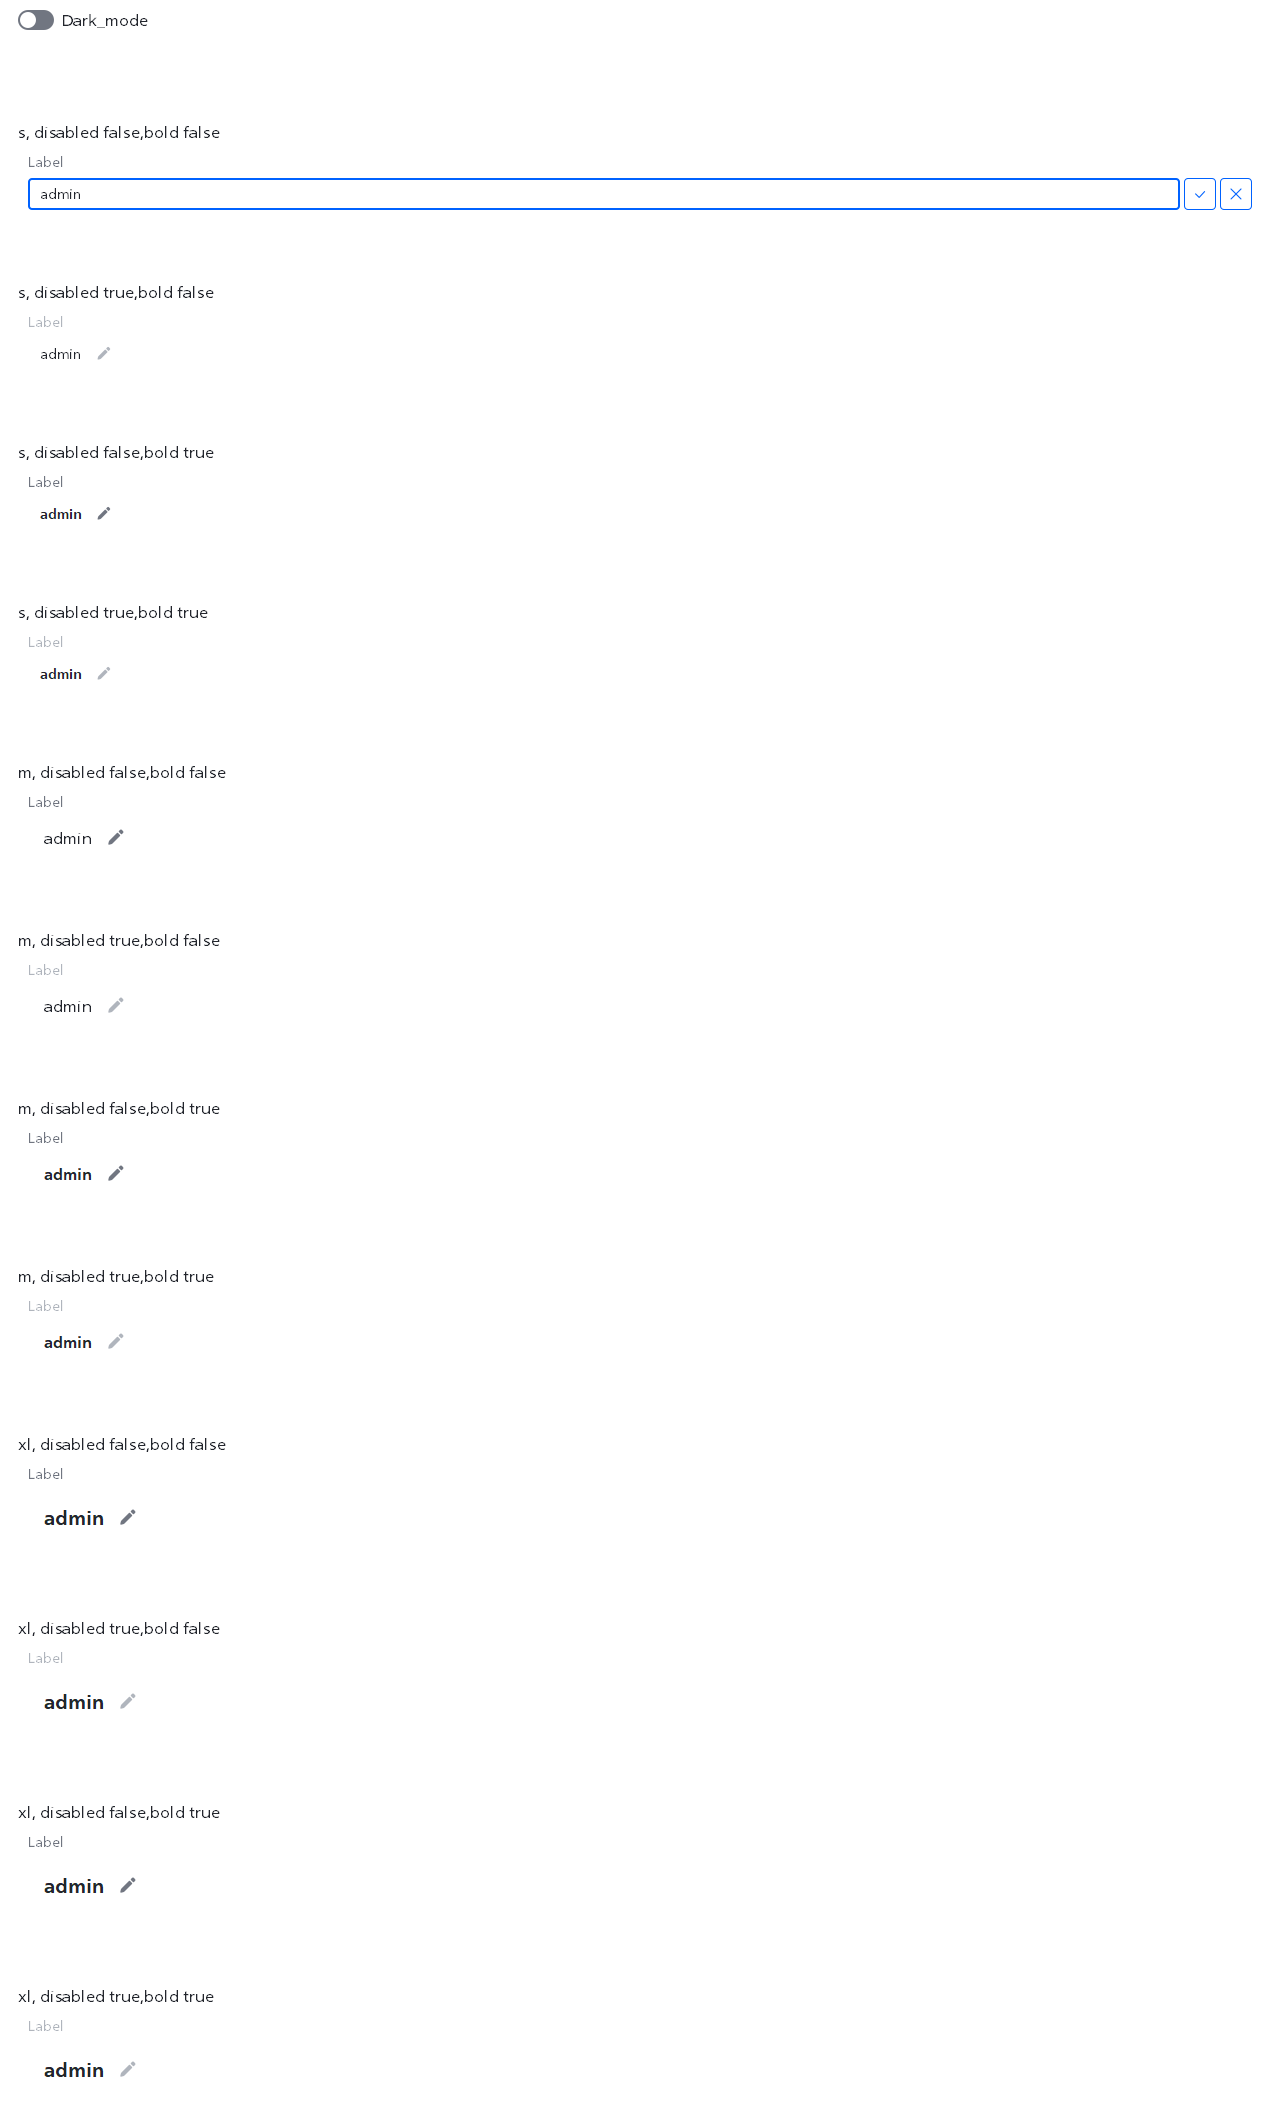 Dark_mode
s, disabled false,bold false
Label
admin
s, disabled true,bold false
Label
admin
s, disabled false,bold true
Label
admin
s, disabled true,bold true
Label
admin
m, disabled false,bold false
Label
admin
m, disabled true,bold false
Label
admin
m, disabled false,bold true
Label
admin
m, disabled true,bold true
Label
admin
xl, disabled false,bold false
Label
admin
xl, disabled true,bold false
Label
admin
xl, disabled false,bold true
Label
admin
xl, disabled true,bold true
Label
admin